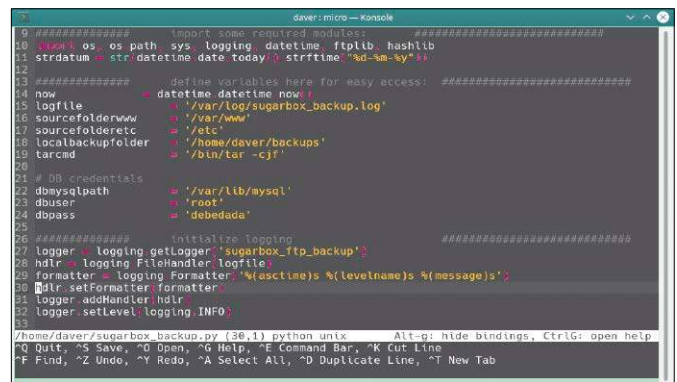 daver : micro — Konsole
9 ############## import some required modules: ############################
10 import os, os.path, sys, logging, datetime, ftplib, hashlib
11 strdatum = str(datetime.date.today().strftime("%d-%m-%y"))
12
13 ############## define variables here for easy access: ############################
14 now = datetime.datetime.now()
15 logfile = '/var/log/sugarbox_backup.log'
16 sourcefolderwww = '/var/www'
17 sourcefolderetc = '/etc'
18 localbackupfolder = '/home/daver/backups'
19 tarcmd = '/bin/tar -cjf'
20
21 # DB credentials
22 dbmysqlpath = '/var/lib/mysql'
23 dbuser = 'root'
24 dbpass = 'debedada'
25
26 ############## initialize logging ############################
27 logger = logging.getLogger('sugarbox_ftp_backup')
28 hdlr = logging.FileHandler(logfile)
29 formatter = logging.Formatter('%(asctime)s %(levelname)s %(message)s')
30 hdlr.setFormatter(formatter)
31 logger.addHandler(hdlr)
32 logger.setLevel(logging.INFO)
33
/home/daver/sugarbox_backup.py (30,1) python unix Alt-g: hide bindings, CtrlG: open help
^Q Quit, ^S Save, ^O Open, ^G Help, ^E Command Bar, ^K Cut Line
^F Find, ^Z Undo, ^Y Redo, ^A Select All, ^D Duplicate Line, ^T New Tab